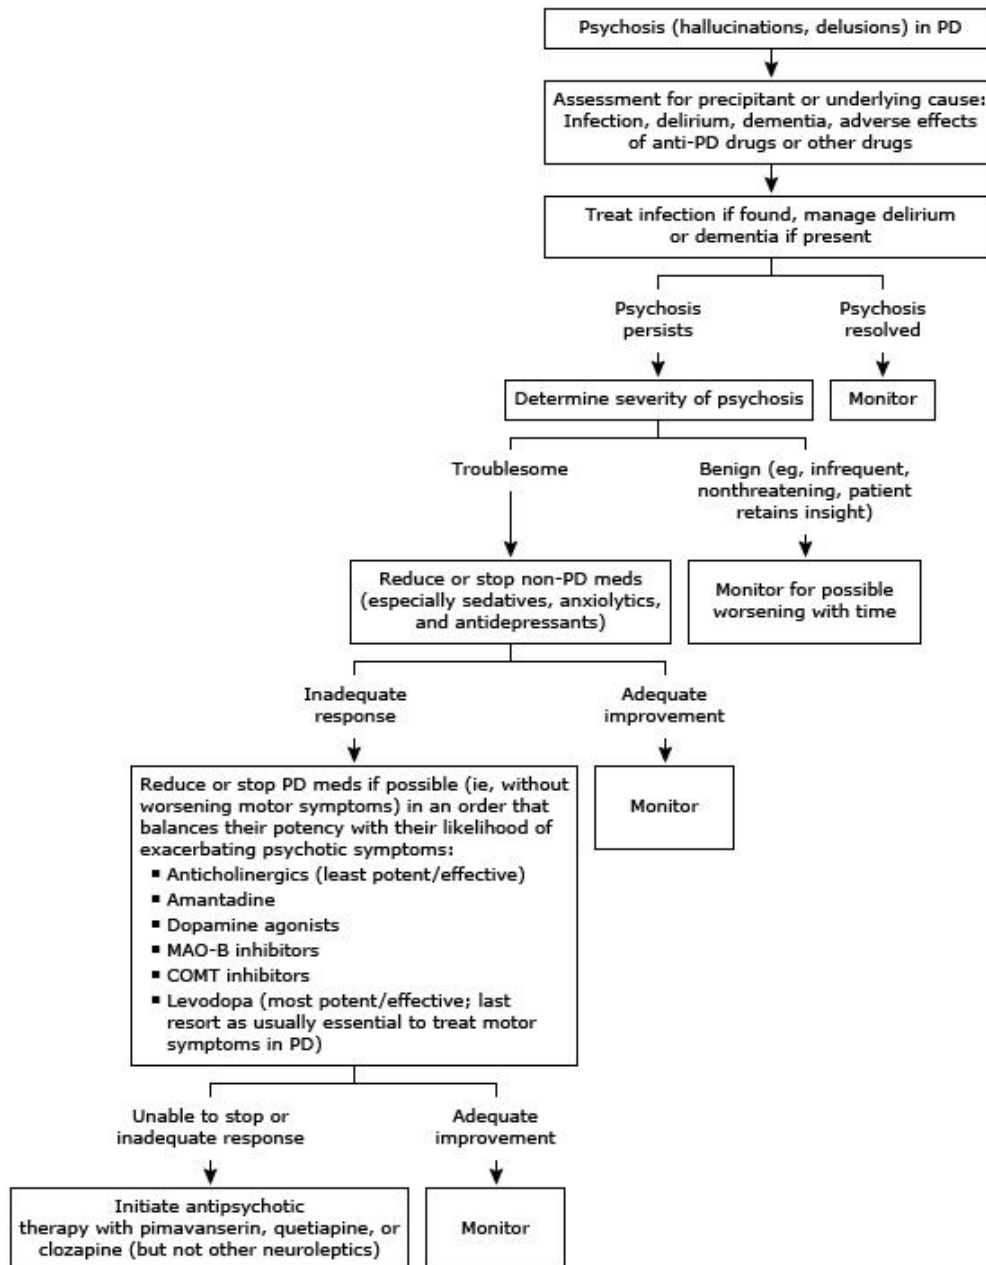 Psychosis (hallucinations, delusions) in PD
Assessment for precipitant or underlying cause:
Infection, delirium, dementia, adverse effects
of anti-PD drugs or other drugs
Treat infection if found, manage delirium
or dementia if present
Psychosis
persists
Psychosis
resolved
Determine severity of psychosis
Monitor
Troublesome
Benign (eg, infrequent,
nonthreatening, patient
retains insight)
Reduce or stop non-PD meds
(especially sedatives, anxiolytics,
and antidepressants)
Monitor for possible
worsening with time
Inadequate
response
Adequate
improvement
Reduce or stop PD meds if possible (ie, without
worsening motor symptoms) in an order that
balances their potency with their likelihood of
exacerbating psychotic symptoms:
▪ Anticholinergics (least potent/effective)
▪ Amantadine
▪ Dopamine agonists
▪ MAO-B inhibitors
▪ COMT inhibitors
▪ Levodopa (most potent/effective; last
resort as usually essential to treat motor
symptoms in PD)
Monitor
Unable to stop or
inadequate response
Adequate
improvement
Initiate antipsychotic
therapy with pimavanserin, quetiapine, or
clozapine (but not other neuroleptics)
Monitor